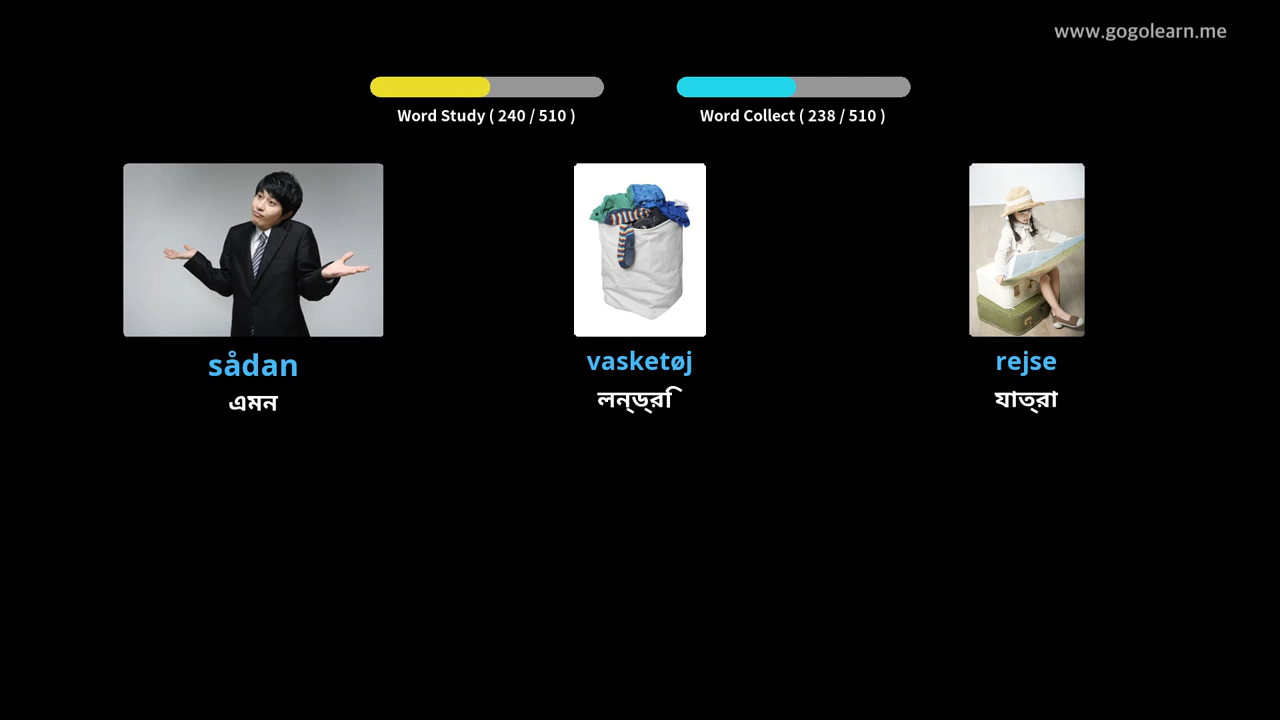 www.gogolearn.me
Word Study ( 240 / 510 )
Word Collect ( 238 / 510 )
sådan
এমন
vasketøj
লন্ড্রি
rejse
যাত্রা